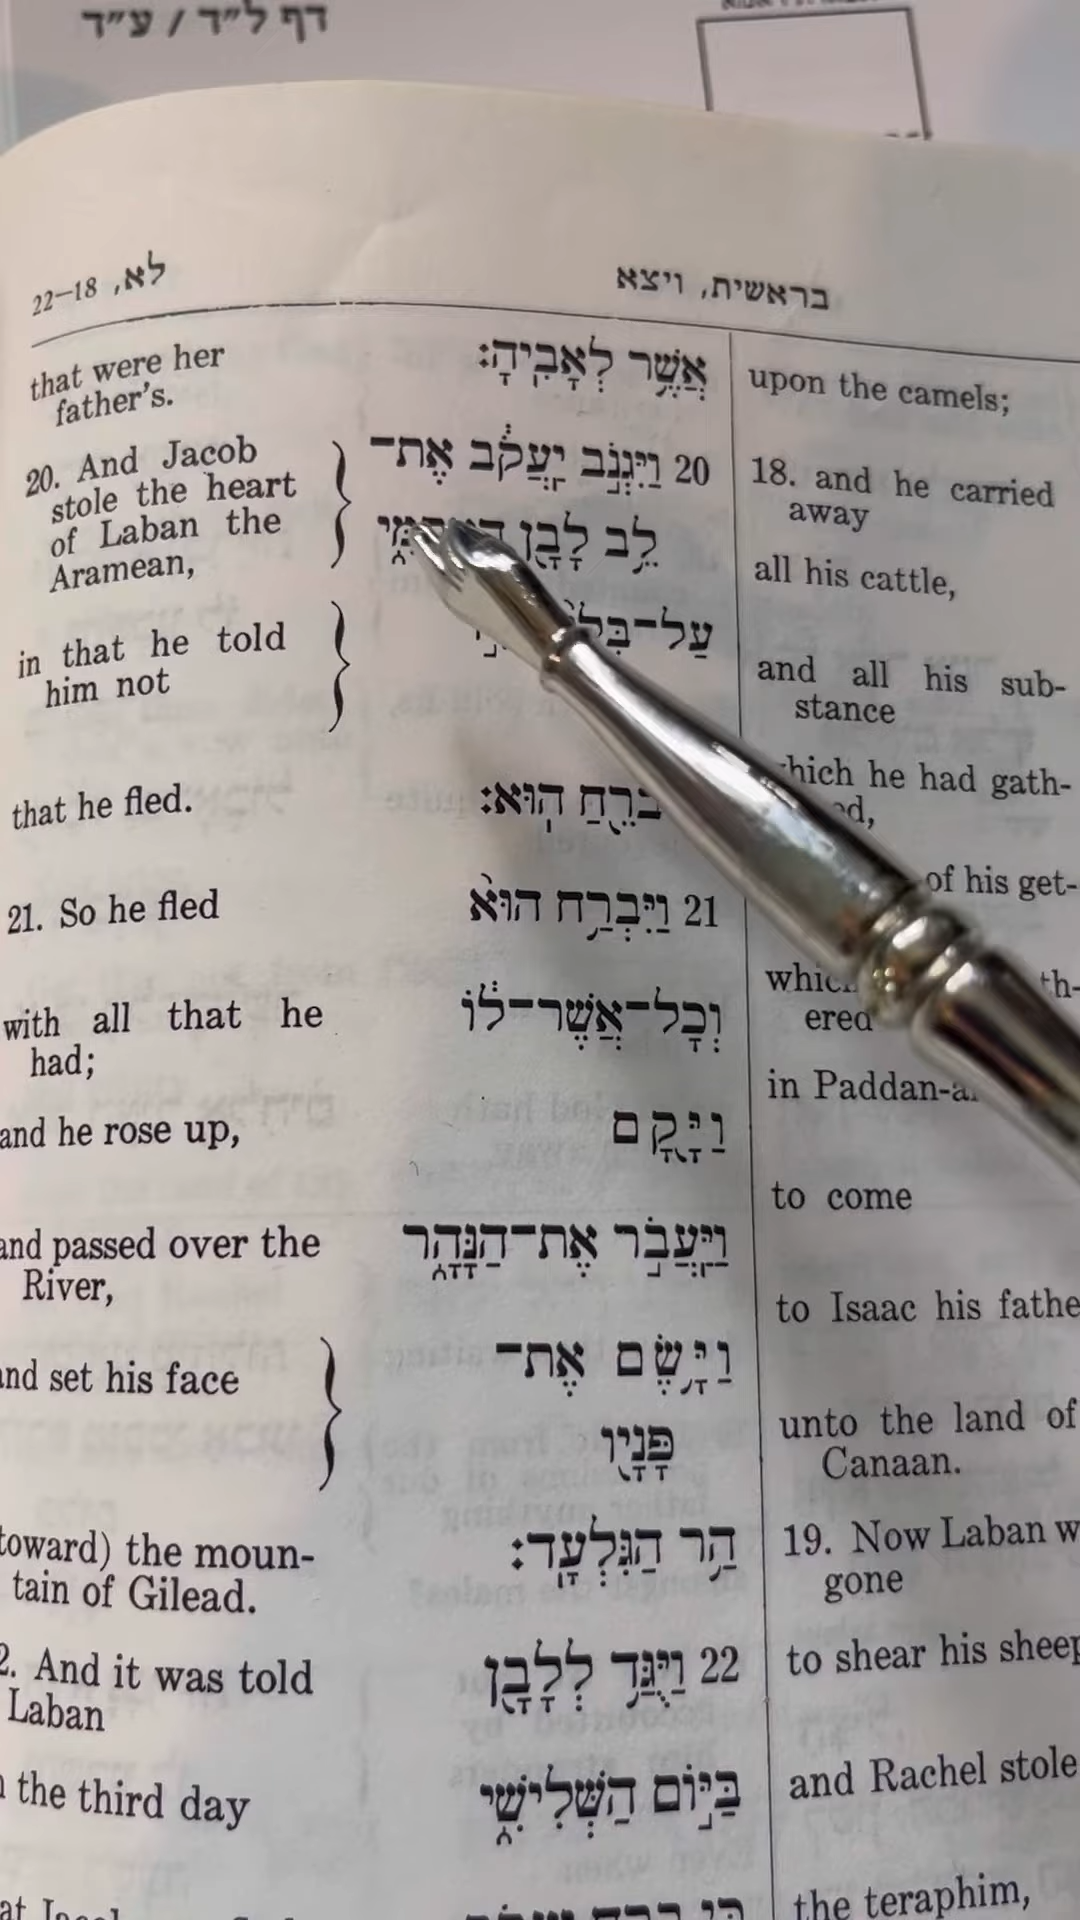 דף ל״ד / ע״ד
לא, 18–22
בראשית, ויצא
that were her
father's.
אֲשֶׁ֥ר לְאָבִֽיהָ׃
20. And Jacob
stole the heart
of Laban the
Aramean,
20 וַיִּגְנֹ֣ב יַעֲקֹ֔ב אֶת־
לֵ֥ב לָבָ֖ן
in that he told
him not
עַל־
that he fled.
בֹרֵ֖חַ הֽוּא׃
21. So he fled
21 וַיִּבְרַ֥ח הוּא֙
with all that he
had;
וְכׇל־אֲשֶׁר־ל֔וֹ
and he rose up,
וַיָּ֖קׇם
and passed over the
River,
וַיַּעֲבֹ֣ר אֶת־הַנָּהָ֑ר
and set his face
וַיָּ֥שֶׂם אֶת־
פָּנָ֖יו
toward) the moun-
tain of Gilead.
הַ֥ר הַגִּלְעָֽד׃
2. And it was told
Laban
22 וַיֻּגַּ֥ד לְלָבָ֖ן
the third day
בַּיּ֣וֹם הַשְּׁלִישִׁ֑י
upon the camels;
18. and he carried
away
all his cattle,
and all his sub-
stance
which he had gath-
of his get-
ered
in Paddan-
to come
to Isaac his fathe
unto the land of
Canaan.
19. Now Laban w
gone
to shear his sheep
and Rachel stole
the teraphim,